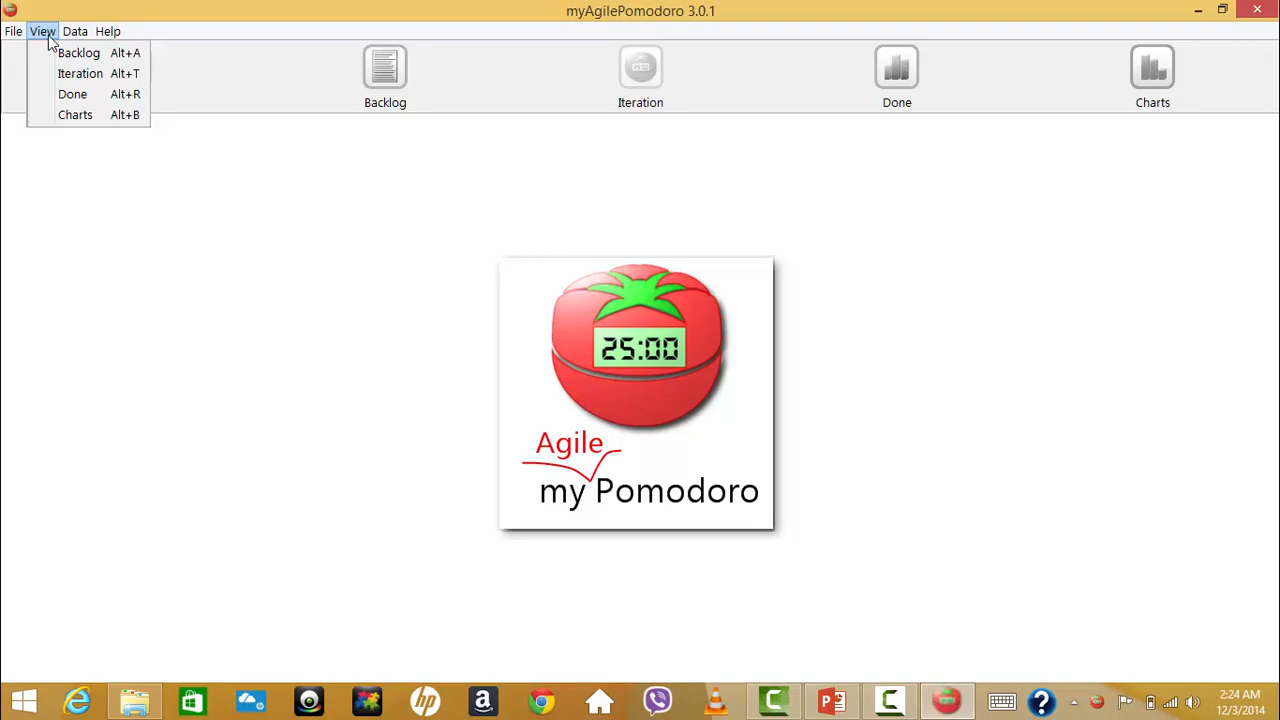 myAgilePomodoro 3.0.1
File View Data Help
Backlog Alt+A
Iteration Alt+T
Done Alt+R
Charts Alt+B
Backlog
Iteration
Done
Charts
25:00
Agile
my Pomodoro
hp
a
2:24 AM
12/3/2014